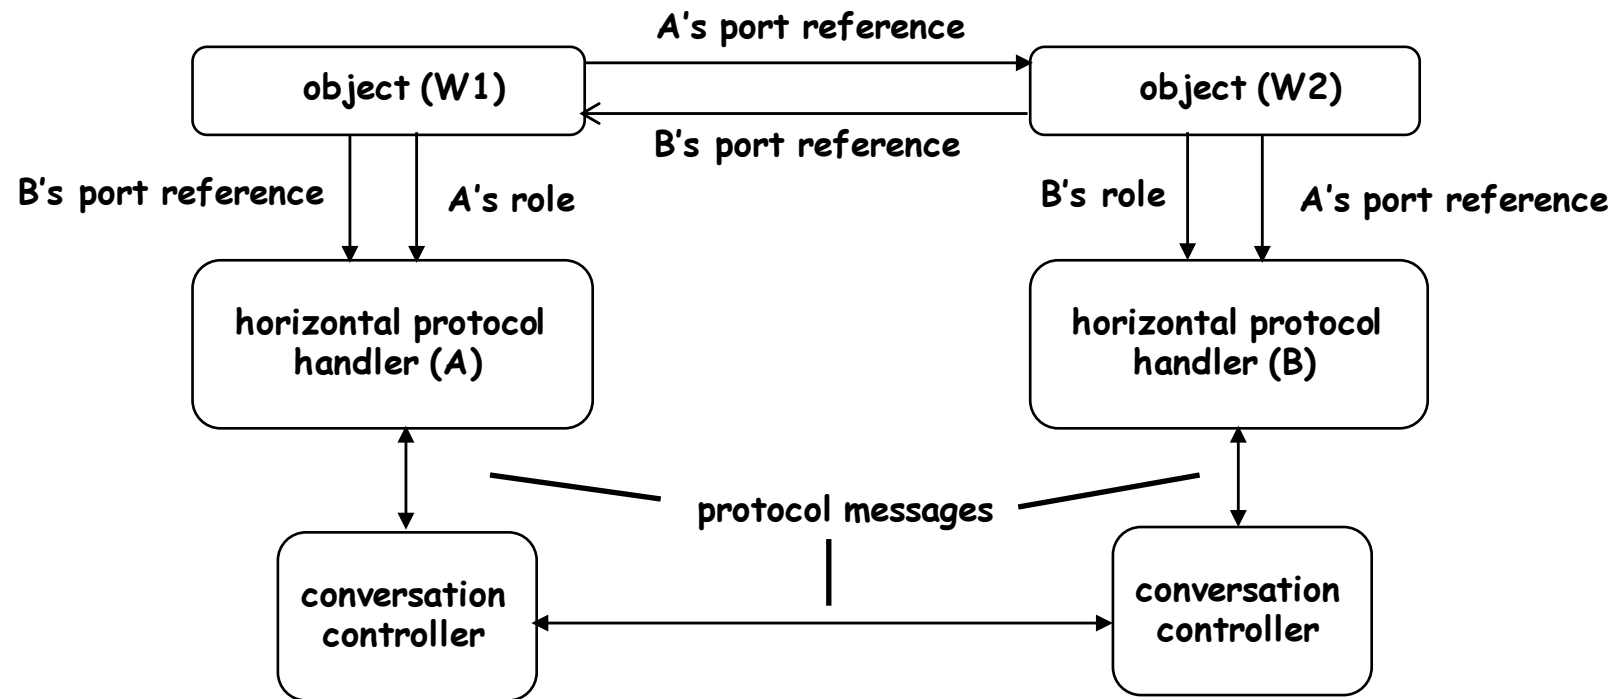 A's port reference
object (W1)
object (W2)
B's port reference
B's port reference
A's role
B's role
A's port reference
horizontal protocol
handler (A)
horizontal protocol
handler (B)
protocol messages
conversation
controller
conversation
controller